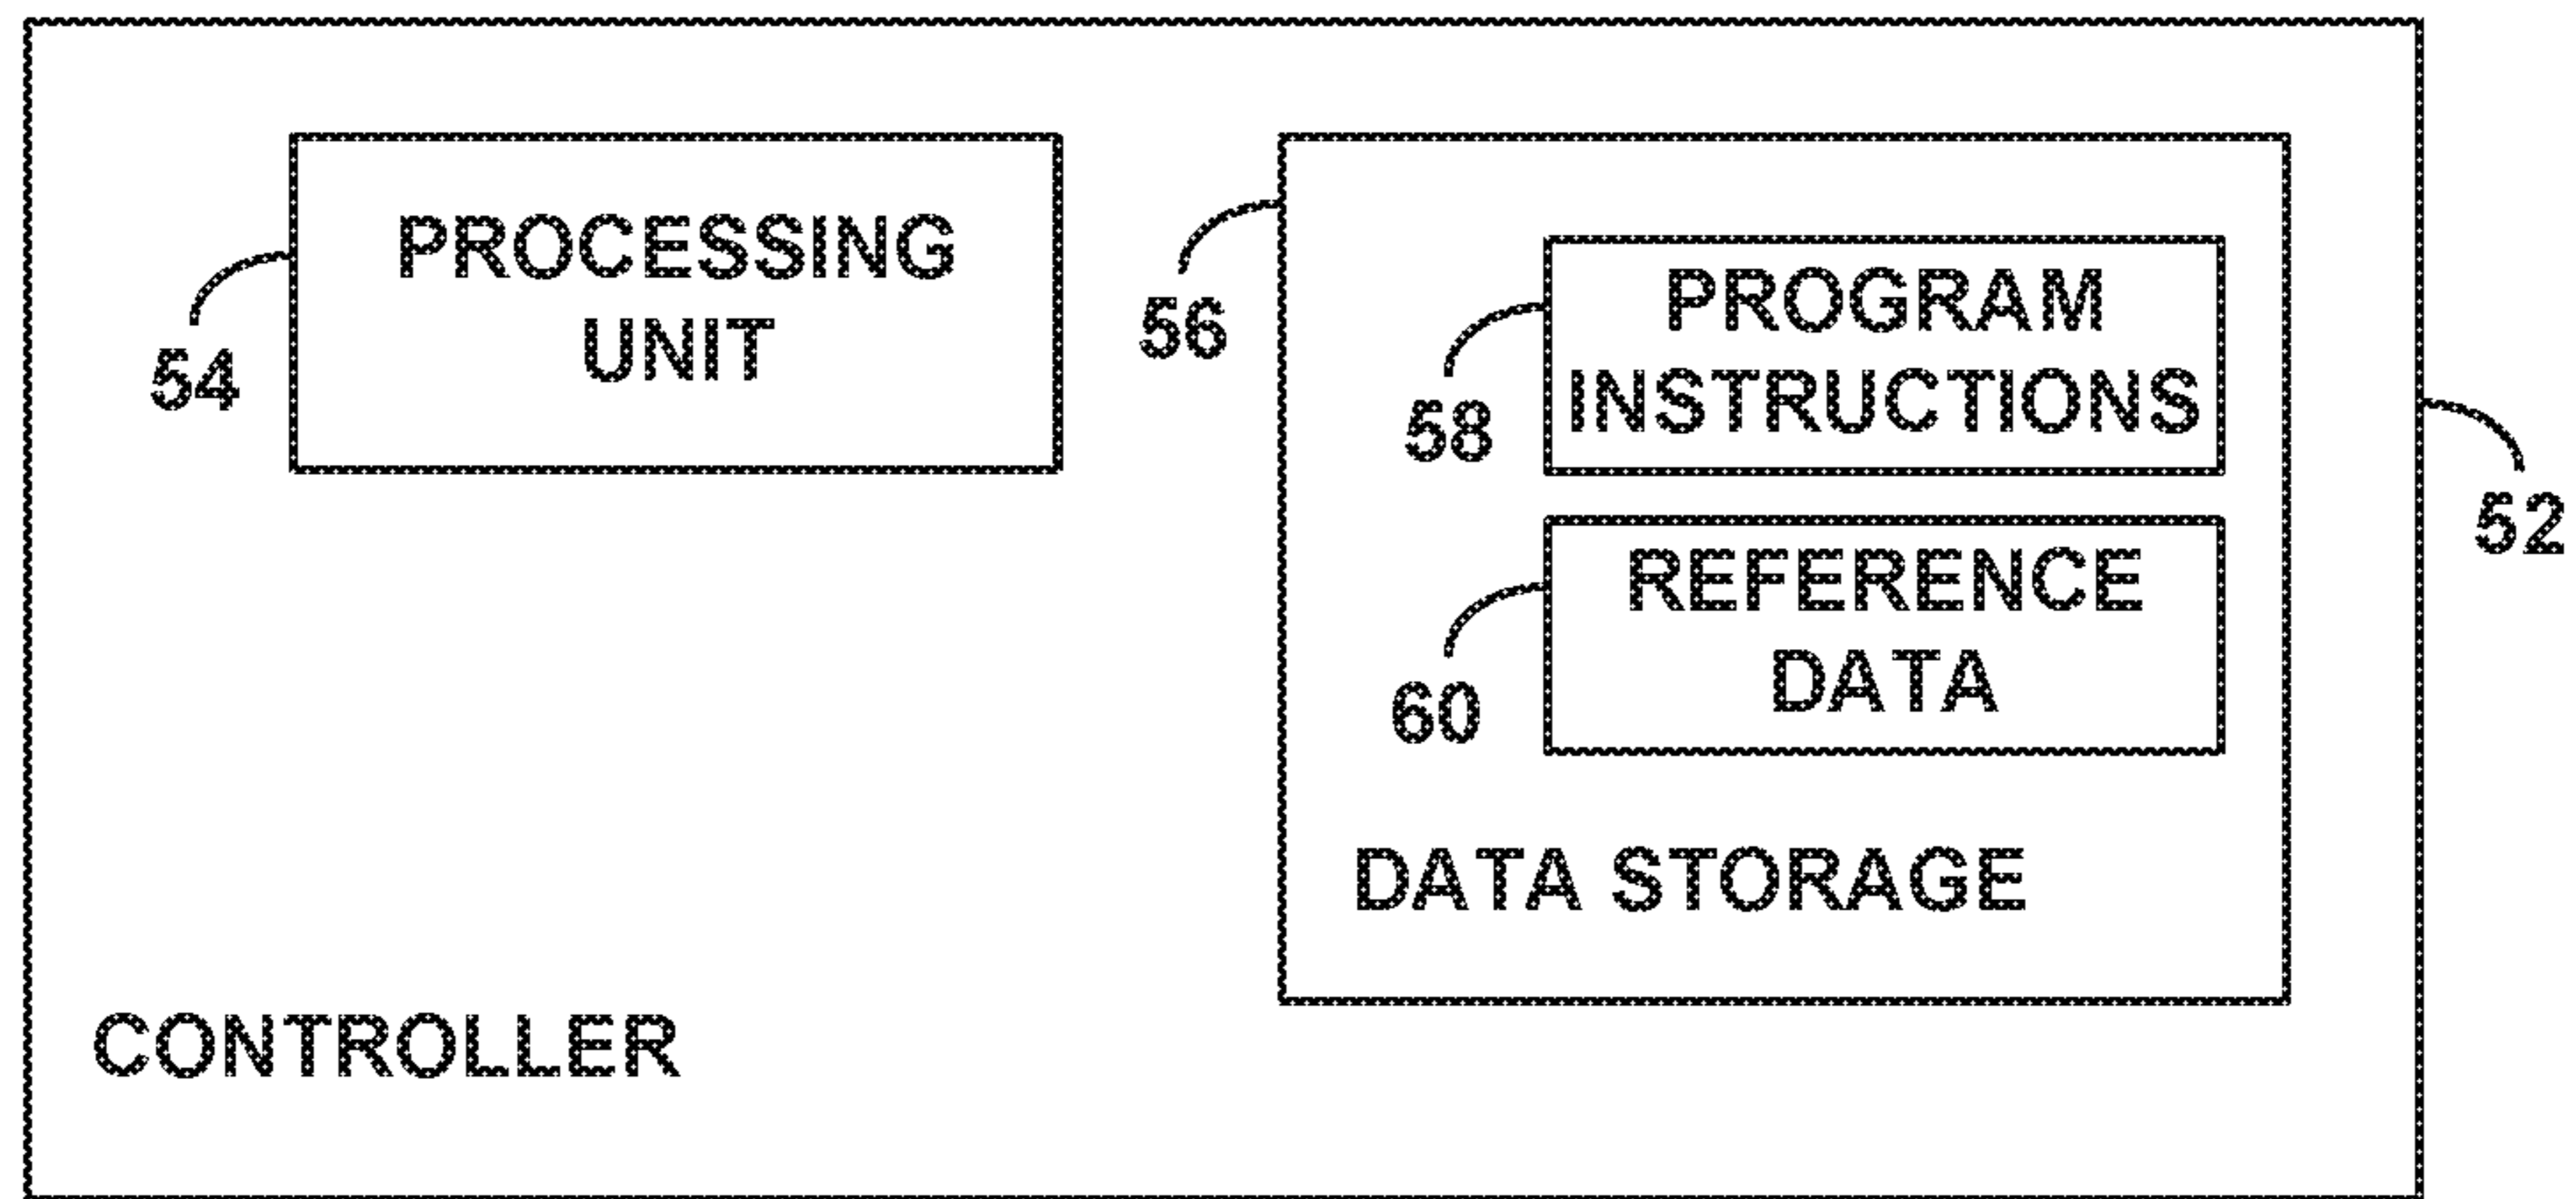 PROCESSING
UNIT
54
56
PROGRAM
INSTRUCTIONS
58
REFERENCE
DATA
60
DATA STORAGE
52
CONTROLLER